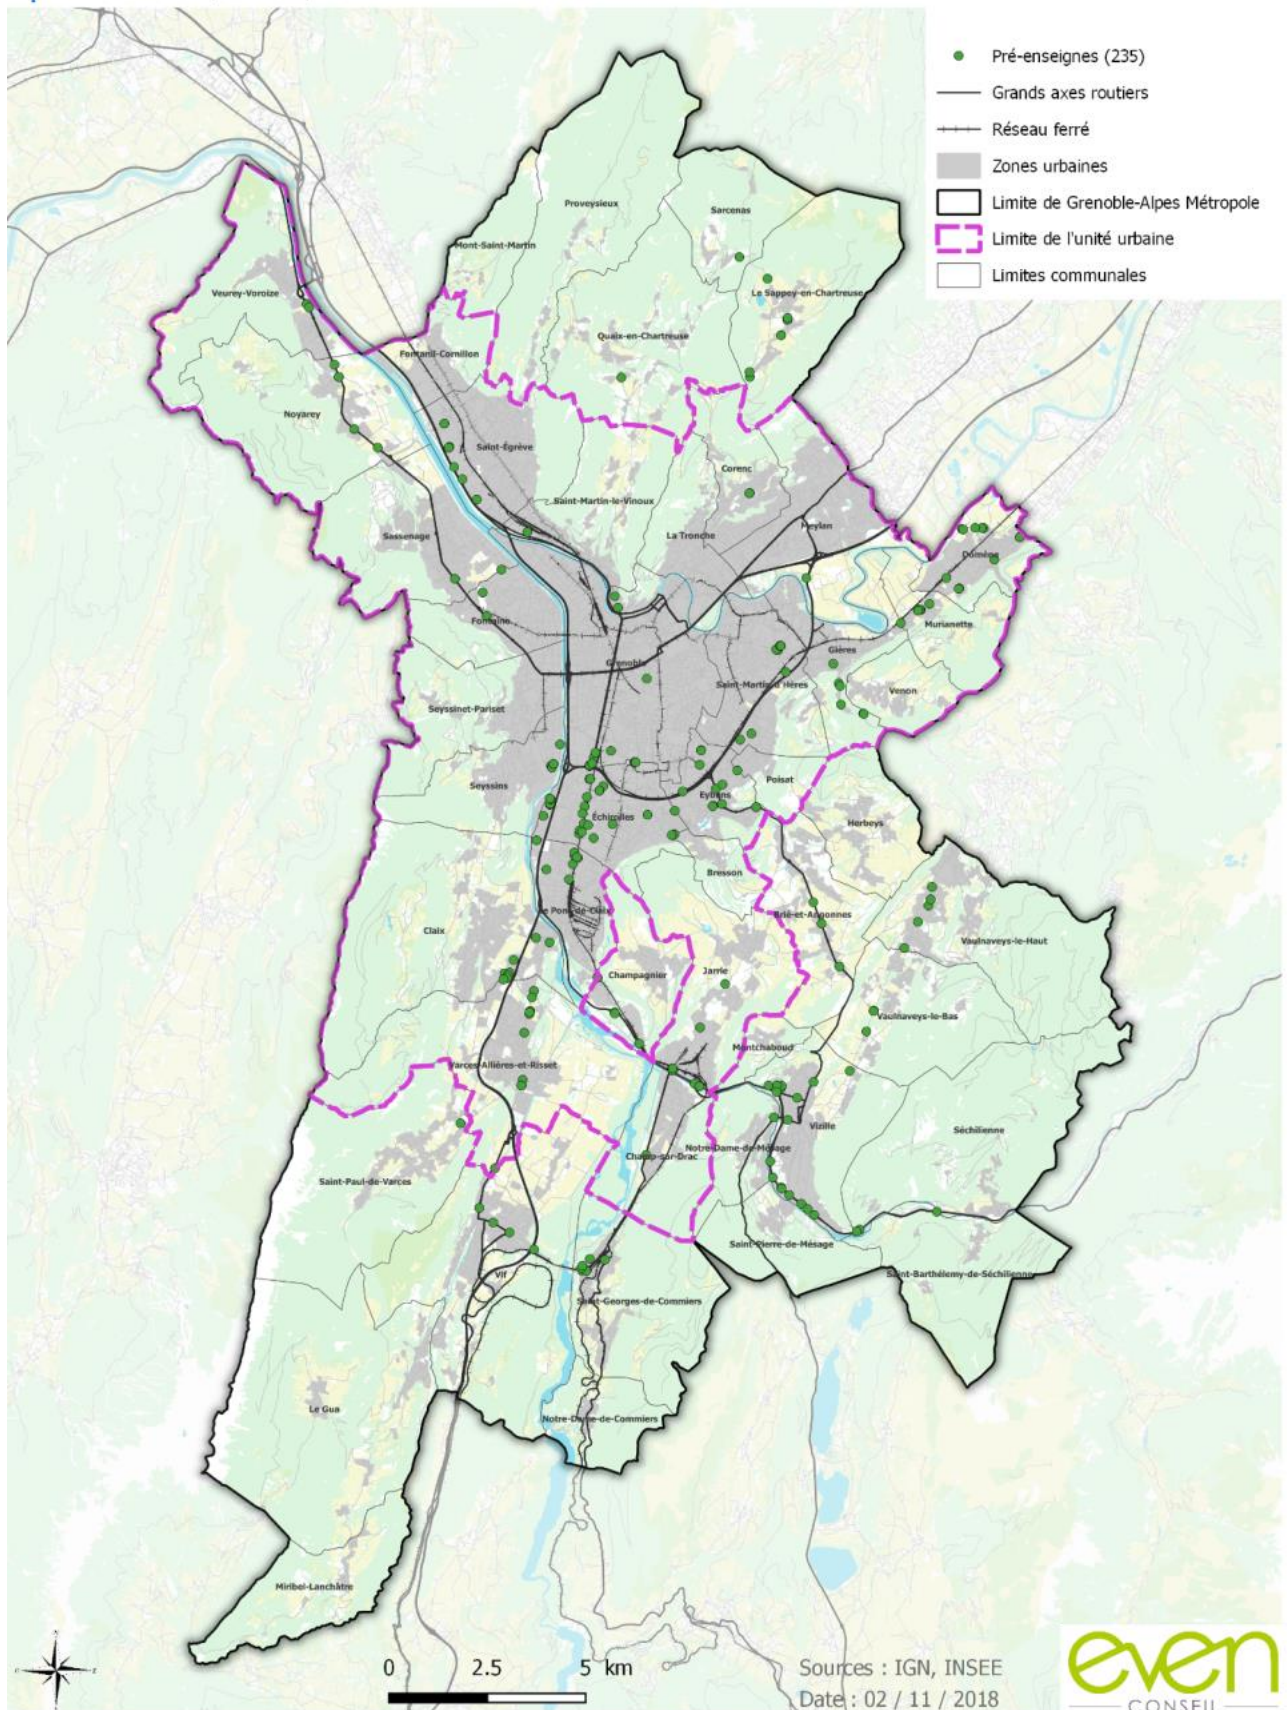 Pré-enseignes (235)
Grands axes routiers
Réseau ferré
Zones urbaines
Limite de Grenoble-Alpes Métropole
Limite de l'unité urbaine
Limites communales
Proveysieux
Sarcenas
Mont-Saint-Martin
Veurey-Voroize
Le Sappey-en-Chartreuse
Quaix-en-Chartreuse
Fontanil-Cornillon
Noyarey
Saint-Égrève
Corenc
Saint-Martin-le-Vinoux
Meylan
Sassenage
La Tronche
Domène
Fontaine
Murianette
Gières
Grenoble
Saint-Martin-d'Hères
Venon
Seyssinet-Pariset
Seyssins
Poisat
Eybens
Échirolles
Herbeys
Bresson
Le Pont-de-Claix
Brié-et-Angonnes
Claix
Vaulnaveys-le-Haut
Champagnier
Jarrie
Vaulnaveys-le-Bas
Montchaboud
Varces-Allières-et-Risset
Vizille
Séchilienne
Notre-Dame-de-Mésage
Champ-sur-Drac
Saint-Paul-de-Varces
Saint-Pierre-de-Mésage
Vif
Saint-Barthélemy-de-Séchilienne
Saint-Georges-de-Commiers
Le Gua
Notre-Dame-de-Commiers
Miribel-Lanchâtre
0 2.5 5 km
Sources : IGN, INSEE
Date : 02 / 11 / 2018
even
CONSEIL